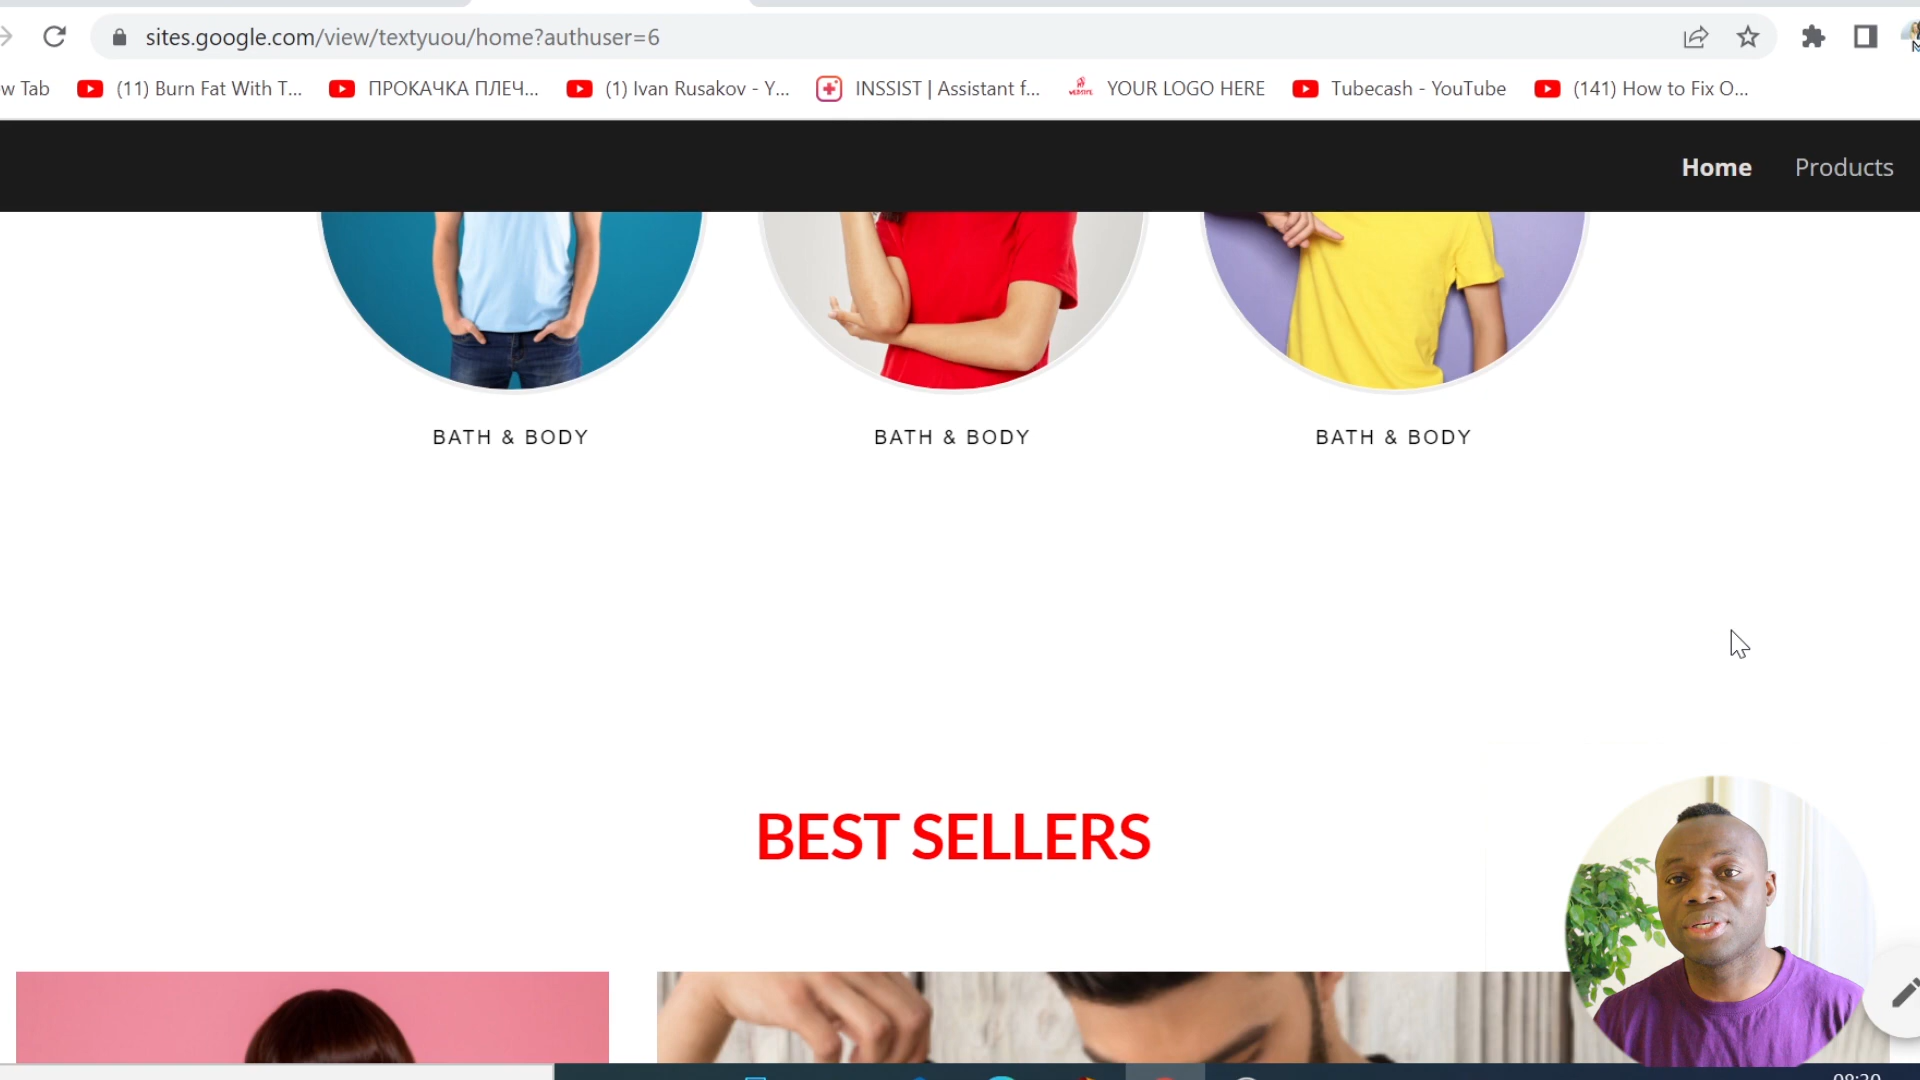 sites.google.com/view/textyuou/home?authuser=6
w Tab
(11) Burn Fat With T...
ПРОКАЧКА ПЛЕЧ...
(1) Ivan Rusakov - Y...
INSSIST | Assistant f...
YOUR LOGO HERE
Tubecash - YouTube
(141) How to Fix O...
Home
Products
BATH & BODY
BATH & BODY
BATH & BODY
BEST SELLERS